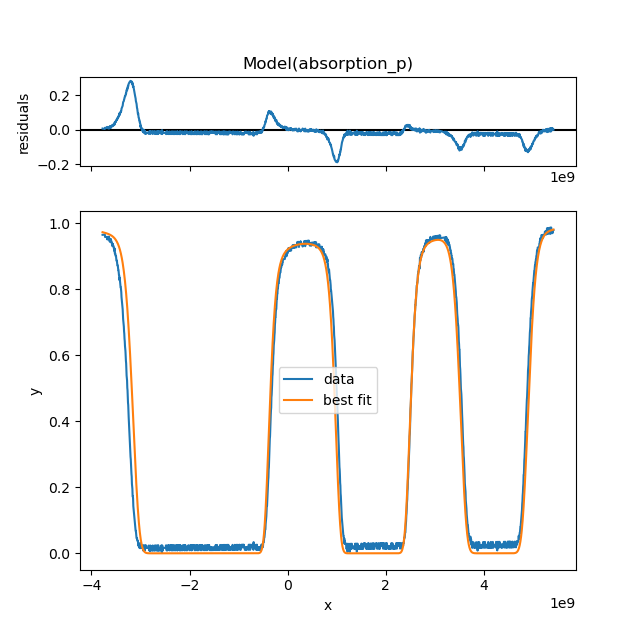 Model(absorption_p)
residuals
0.2
0.0
−0.2
1e9
y
1.0
0.8
0.6
0.4
0.2
0.0
data
best fit
−4
−2
0
2
4
x
1e9